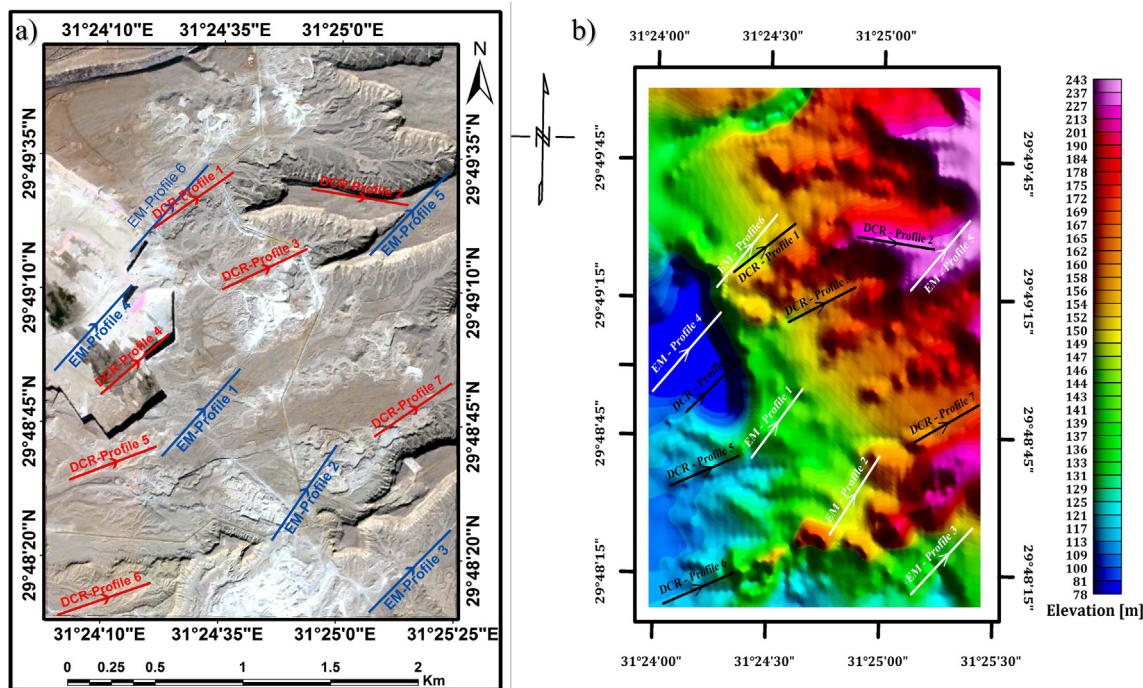 a)
31°24'10"E 31°24'35"E 31°25'0"E
N
29°49'35"N
29°49'10"N
29°48'45"N
29°48'20"N
EM-Profile 6
DCR-Profile 1
DCR-Profile 2
EM-Profile 5
DCR-Profile 3
EM-Profile 4
DCR-Profile 4
EM-Profile 1
DCR-Profile 7
DCR-Profile 5
EM-Profile 2
EM-Profile 3
DCR-Profile 6
29°49'35"N
29°49'10"N
29°48'45"N
29°48'20"N
31°24'10"E 31°24'35"E 31°25'0"E 31°25'25"E
0 0.25 0.5 1 1.5 2
Km
N
b)
31°24'00" 31°24'30" 31°25'00"
29°49'45"
29°49'15"
29°48'45"
29°48'15"
EM - Profile6
DCR - Profile 1
DCR - Profile 2
EM - Profile 5
DCR - Profile
EM - Profile 4
DCR - Profile
EM - Profile 1
DCR - Profile 7
DCR - Profile 5
EM - Profile 2
EM - Profile 3
DCR - Profile 6
29°49'45"
29°49'15"
29°48'45"
29°48'15"
31°24'00" 31°24'30" 31°25'00" 31°25'30"
243
237
227
213
201
190
184
178
175
172
169
167
165
162
160
158
156
154
152
150
149
147
146
144
143
141
139
137
136
133
131
129
125
121
117
113
109
100
81
78
Elevation [m]